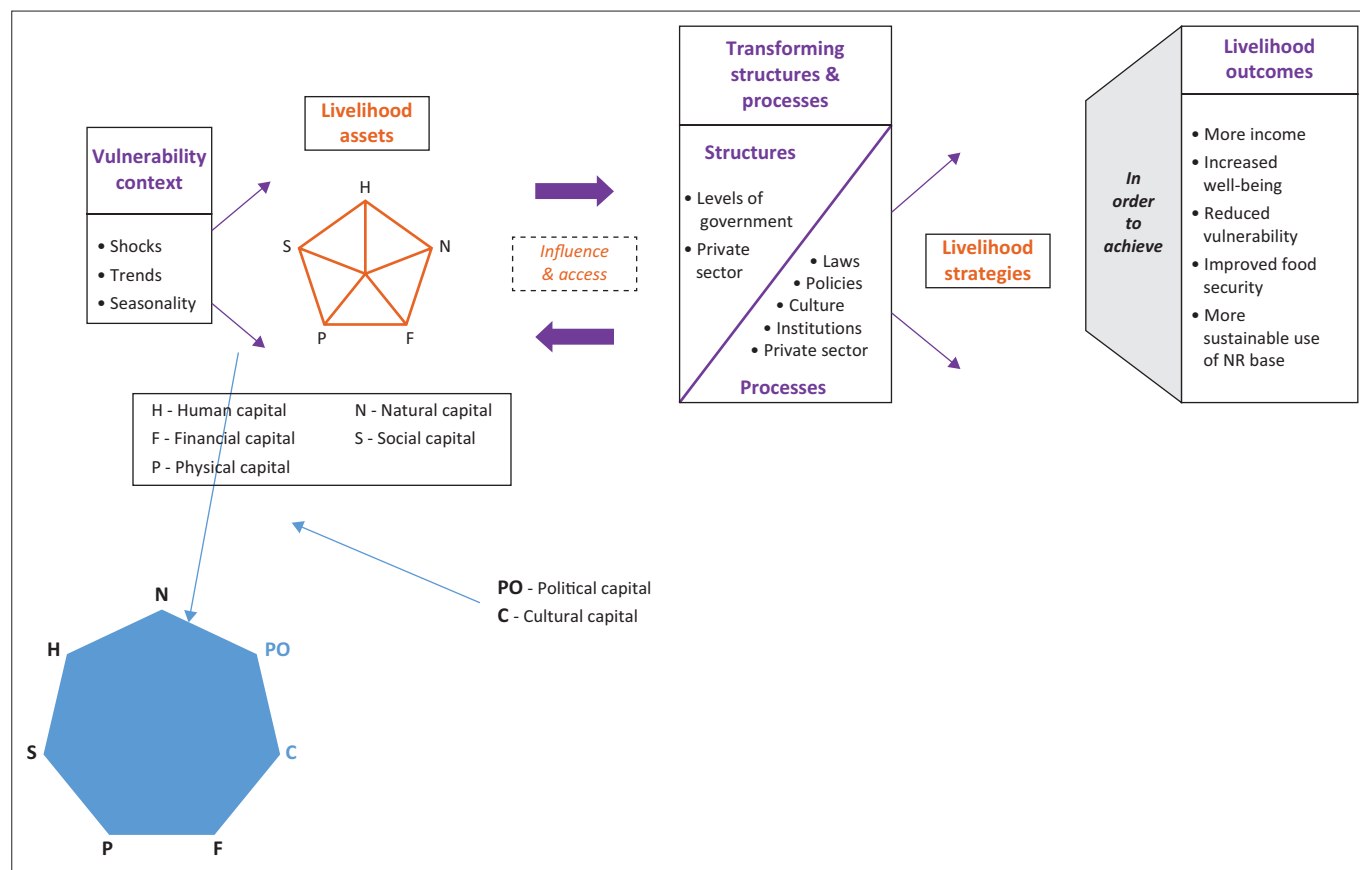 Vulnerability
context
• Shocks
• Trends
• Seasonality
Livelihood
assets
H
S
N
P
F
Influence
& access
Transforming
structures &
processes
Structures
• Levels of
government
• Private
sector
• Laws
• Policies
• Culture
• Institutions
• Private sector
Processes
Livelihood
strategies
In
order
to
achieve
Livelihood
outcomes
• More income
• Increased
well-being
• Reduced
vulnerability
• Improved food
security
• More
sustainable use
of NR base
H - Human capital
N - Natural capital
F - Financial capital
S - Social capital
P - Physical capital
PO - Political capital
C - Cultural capital
N
H
PO
S
C
P
F